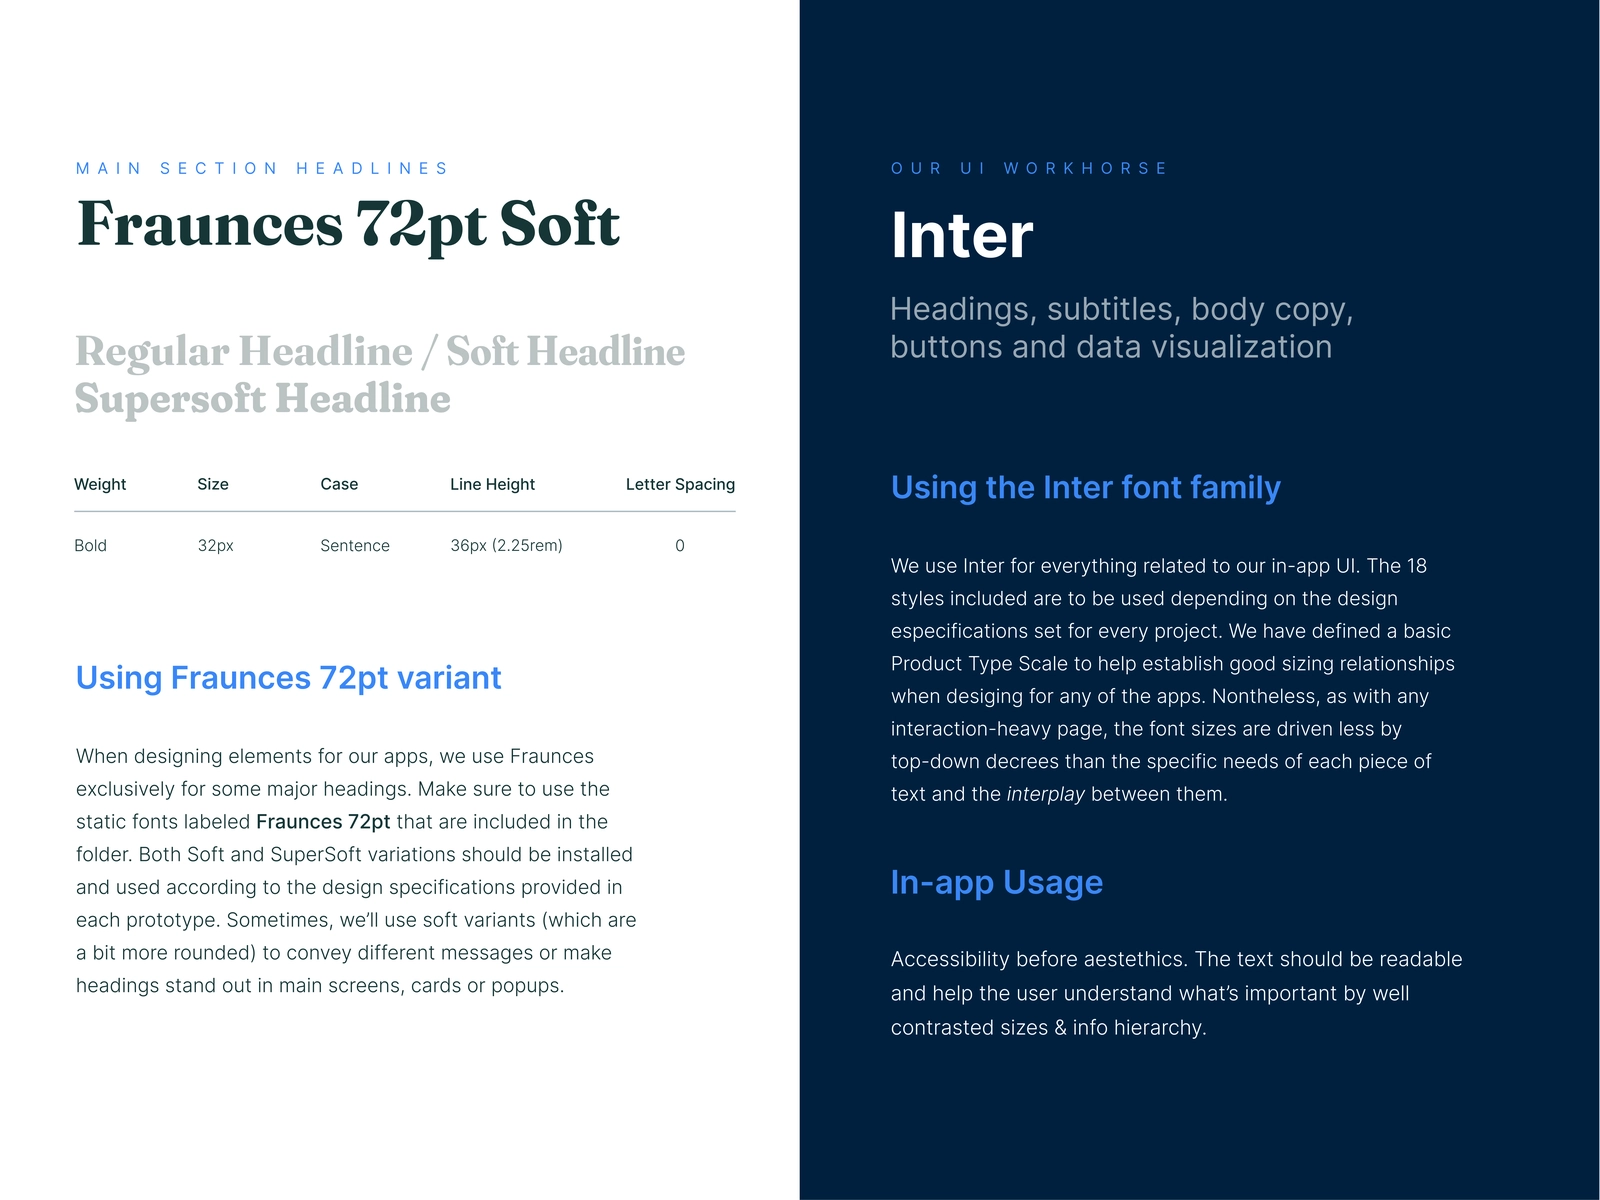 MAIN SECTION HEADLINES
Fraunces 72pt Soft
Regular Headline / Soft Headline
Supersoft Headline
Weight Size Case Line Height Letter Spacing
Bold 32px Sentence 36px (2.25rem) 0
Using Fraunces 72pt variant
When designing elements for our apps, we use Fraunces
exclusively for some major headings. Make sure to use the
static fonts labeled Fraunces 72pt that are included in the
folder. Both Soft and SuperSoft variations should be installed
and used according to the design specifications provided in
each prototype. Sometimes, we’ll use soft variants (which are
a bit more rounded) to convey different messages or make
headings stand out in main screens, cards or popups.
OUR UI WORKHORSE
Inter
Headings, subtitles, body copy,
buttons and data visualization
Using the Inter font family
We use Inter for everything related to our in-app UI. The 18
styles included are to be used depending on the design
especifications set for every project. We have defined a basic
Product Type Scale to help establish good sizing relationships
when desiging for any of the apps. Nontheless, as with any
interaction-heavy page, the font sizes are driven less by
top-down decrees than the specific needs of each piece of
text and the interplay between them.
In-app Usage
Accessibility before aestethics. The text should be readable
and help the user understand what’s important by well
contrasted sizes & info hierarchy.